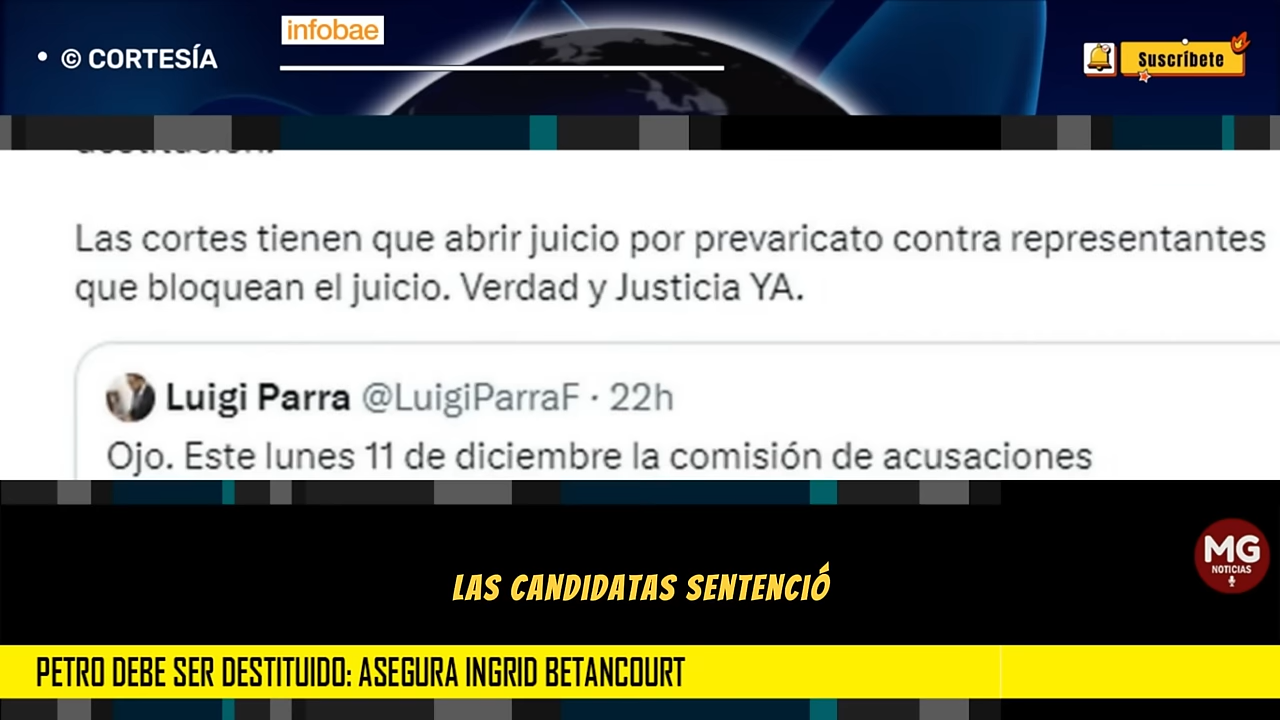 infobae
• © CORTESÍA
Suscríbete
Las cortes tienen que abrir juicio por prevaricato contra representantes
que bloquean el juicio. Verdad y Justicia YA.
Luigi Parra @LuigiParraF · 22h
Ojo. Este lunes 11 de diciembre la comisión de acusaciones
MG
NOTICIAS
LAS CANDIDATAS SENTENCIÓ
PETRO DEBE SER DESTITUIDO: ASEGURA INGRID BETANCOURT